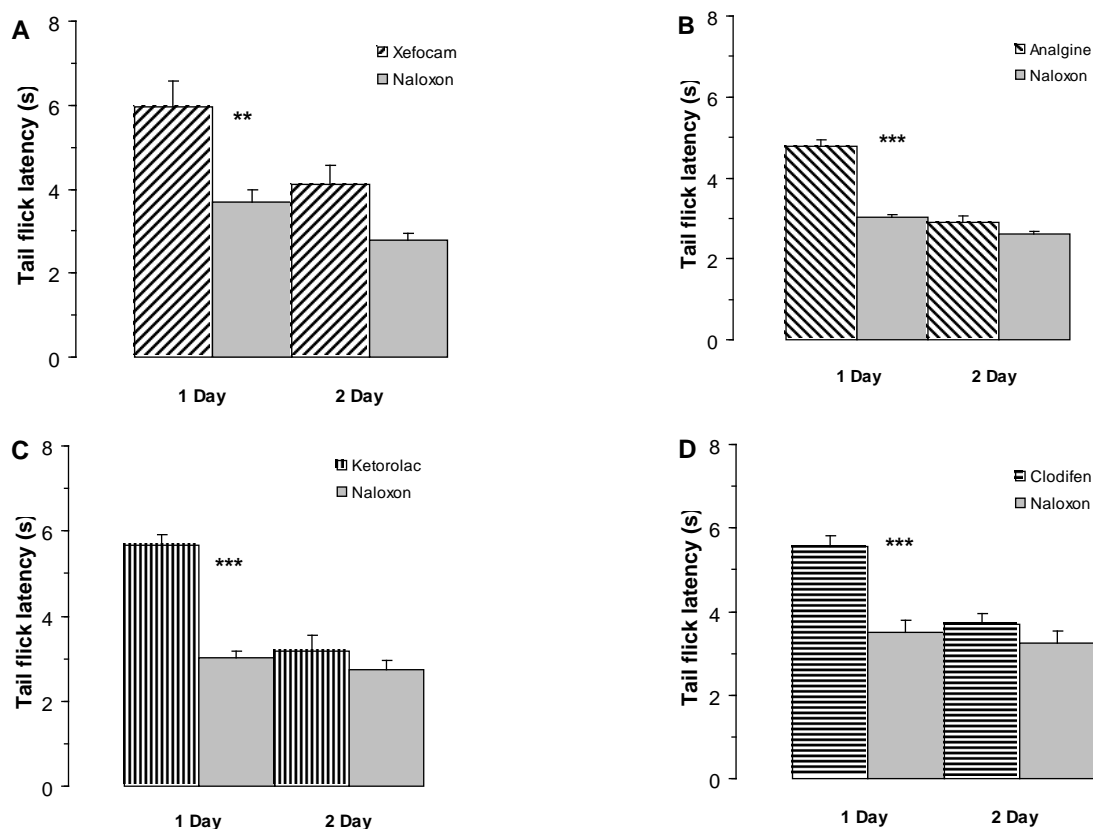 A
Tail flick latency (s)
8
6
4
2
0
Xefocam
Naloxon
**
1 Day
2 Day
B
Tail flick latency (s)
8
6
4
2
0
Analgine
Naloxon
***
1 Day
2 Day
C
Tail flick latency (s)
8
6
4
2
0
Ketorolac
Naloxon
***
1 Day
2 Day
D
Tail flick latency (s)
8
6
4
2
0
Clodifen
Naloxon
***
1 Day
2 Day